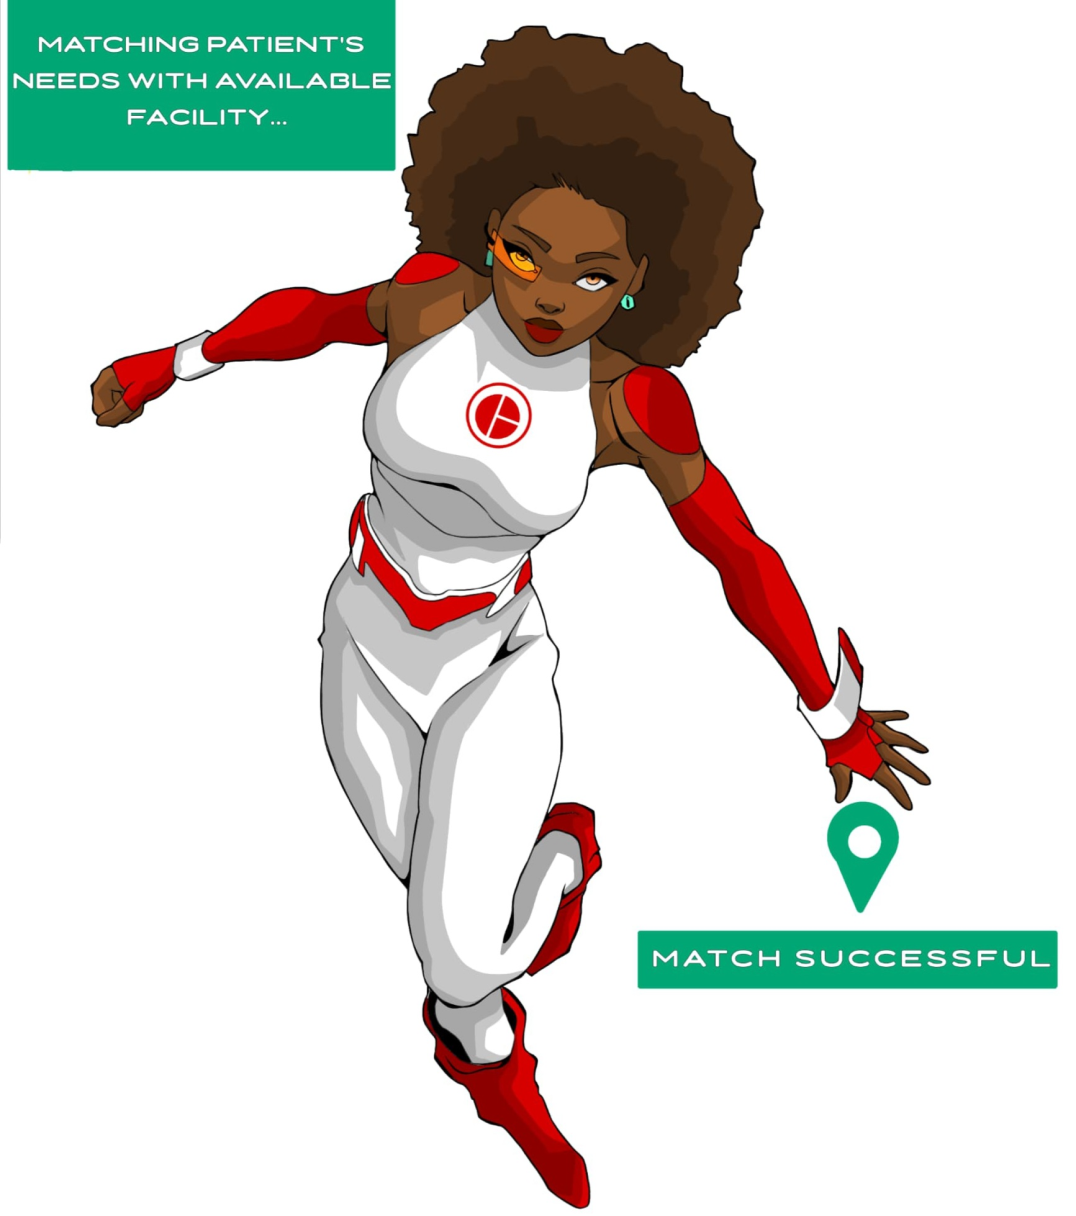 MATCHING PATIENT'S
NEEDS WITH AVAILABLE
FACILITY...
MATCH SUCCESSFUL